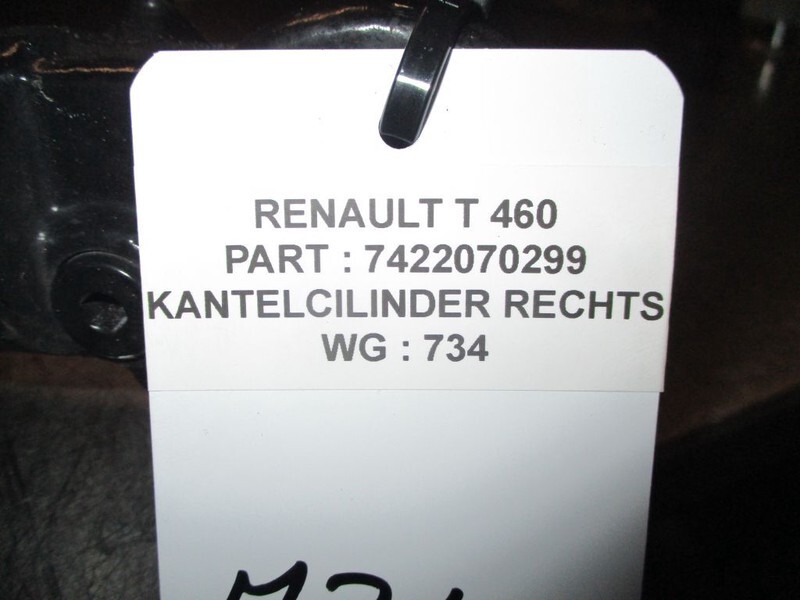 RENAULT T 460
PART : 7422070299
KANTELCILINDER RECHTS
WG : 734